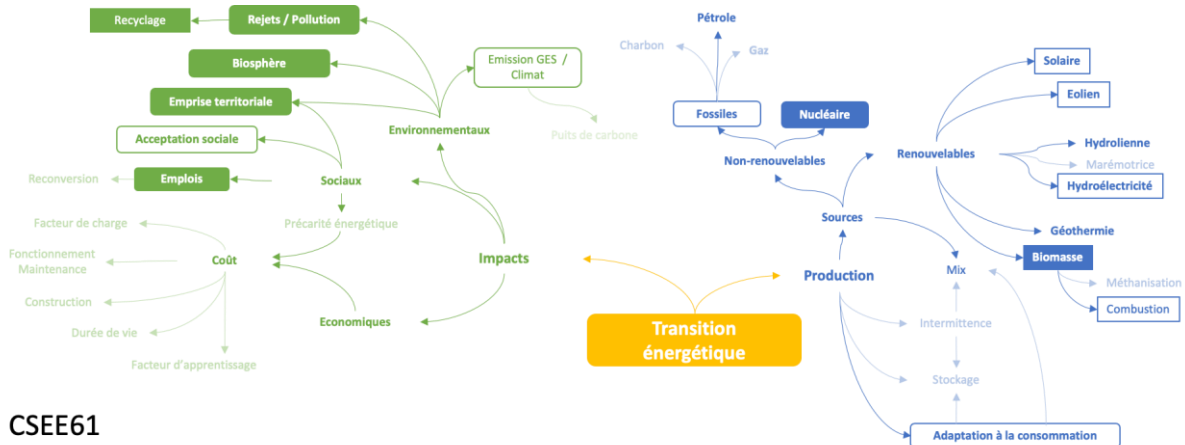 Recyclage
Rejets / Pollution
Biosphère
Emprise territoriale
Acceptation sociale
Reconversion
Emplois
Sociaux
Environnementaux
Emission GES /
Climat
Puits de carbone
Précarité énergétique
Facteur de charge
Fonctionnement
Maintenance
Coût
Construction
Durée de vie
Facteur d'apprentissage
Economiques
Impacts
Transition
énergétique
Pétrole
Charbon
Gaz
Fossiles
Nucléaire
Non-renouvelables
Solaire
Eolien
Renouvelables
Hydrolienne
Marémotrice
Hydroélectricité
Sources
Géothermie
Biomasse
Production
Mix
Méthanisation
Combustion
Intermittence
Stockage
Adaptation à la consommation
CSEE61